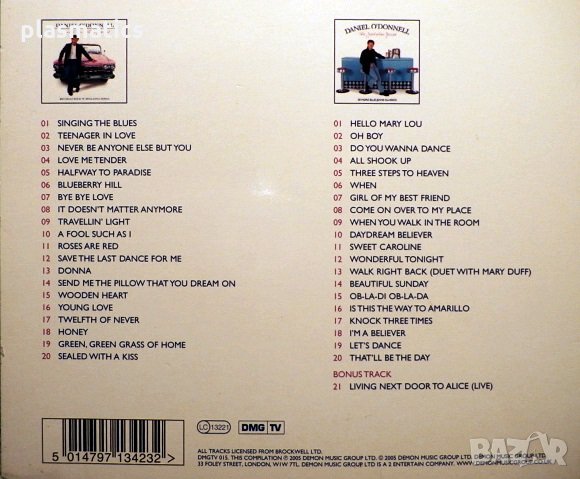 plasmatics
DANIEL O'DONNELL
DANIEL O'DONNELL
01 SINGING THE BLUES
02 TEENAGER IN LOVE
03 NEVER BE ANYONE ELSE BUT YOU
04 LOVE ME TENDER
05 HALFWAY TO PARADISE
06 BLUEBERRY HILL
07 BYE BYE LOVE
08 IT DOESN'T MATTER ANYMORE
09 TRAVELLIN' LIGHT
10 A FOOL SUCH AS I
11 ROSES ARE RED
12 SAVE THE LAST DANCE FOR ME
13 DONNA
14 SEND ME THE PILLOW THAT YOU DREAM ON
15 WOODEN HEART
16 YOUNG LOVE
17 TWELFTH OF NEVER
18 HONEY
19 GREEN, GREEN GRASS OF HOME
20 SEALED WITH A KISS
01 HELLO MARY LOU
02 OH BOY
03 DO YOU WANNA DANCE
04 ALL SHOOK UP
05 THREE STEPS TO HEAVEN
06 WHEN
07 GIRL OF MY BEST FRIEND
08 COME ON OVER TO MY PLACE
09 WHEN YOU WALK IN THE ROOM
10 DAYDREAM BELIEVER
11 SWEET CAROLINE
12 WONDERFUL TONIGHT
13 WALK RIGHT BACK (DUET WITH MARY DUFF)
14 BEAUTIFUL SUNDAY
15 OB-LA-DI OB-LA-DA
16 IS THIS THE WAY TO AMARILLO
17 KNOCK THREE TIMES
18 I'M A BELIEVER
19 LET'S DANCE
20 THAT'LL BE THE DAY
BONUS TRACK
21 LIVING NEXT DOOR TO ALICE (LIVE)
5 014797 134232 >
LC 13221
DMG TV
ALL TRACKS LICENSED FROM BROCKWELL LTD.
DMGTV 015. THIS COMPILATION ℗ 2005 DEMON MUSIC GROUP LTD. © 2005 DEMON MUSIC GROUP LTD. DEMON MUSIC GROUP LTD.
33 FOLEY STREET, LONDON, W1W 7TL. DEMON MUSIC GROUP LTD IS A 2 ENTERTAIN COMPANY. WWW.DEMONMUSICGROUP.CO.UK
BAZAR